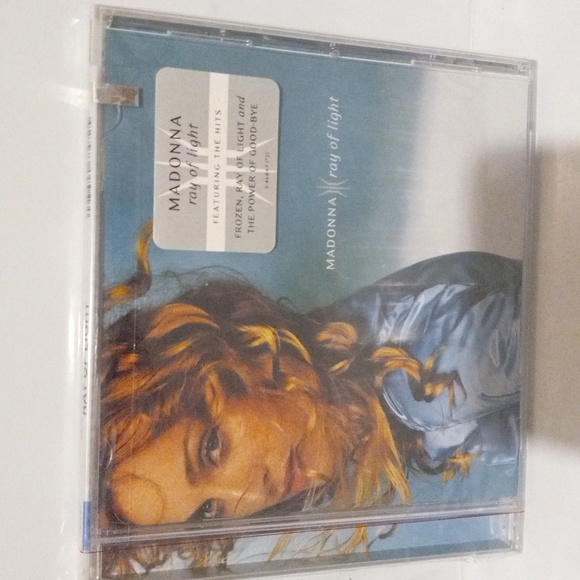 MADONNA
ray of light
FEATURING THE HITS
FROZEN, RAY OF LIGHT and
THE POWER OF GOOD-BYE
MADONNA ray of light
RAY OF LIGHT